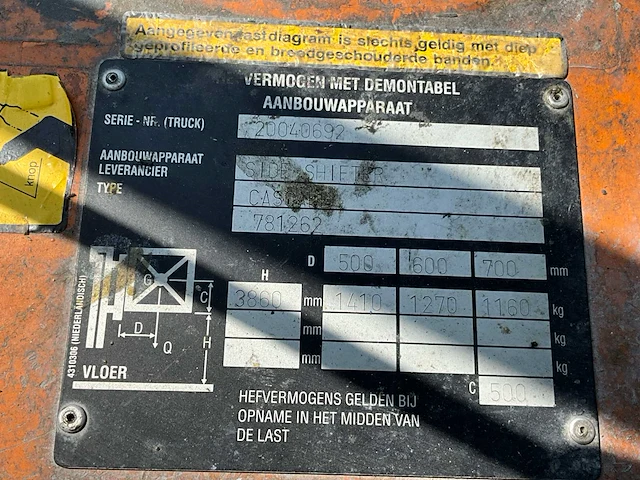 Aangegeven lastdiagram is slechts geldig met diep
geprofileerde en breedgeschouderde banden.
VERMOGEN MET DEMONTABEL
AANBOUWAPPARAAT
SERIE - NR. (TRUCK) 20040692
AANBOUWAPPARAAT
LEVERANCIER
TYPE
SIDE SHIFTER
781262
knop
H D 500 600 700 mm
3860 mm 1410 1270 1160 kg
mm kg
mm kg
C 500
G C D H Q
VLOER
4310306 (NIEDERLANDISCH)
HEFVERMOGENS GELDEN BIJ
OPNAME IN HET MIDDEN VAN
DE LAST